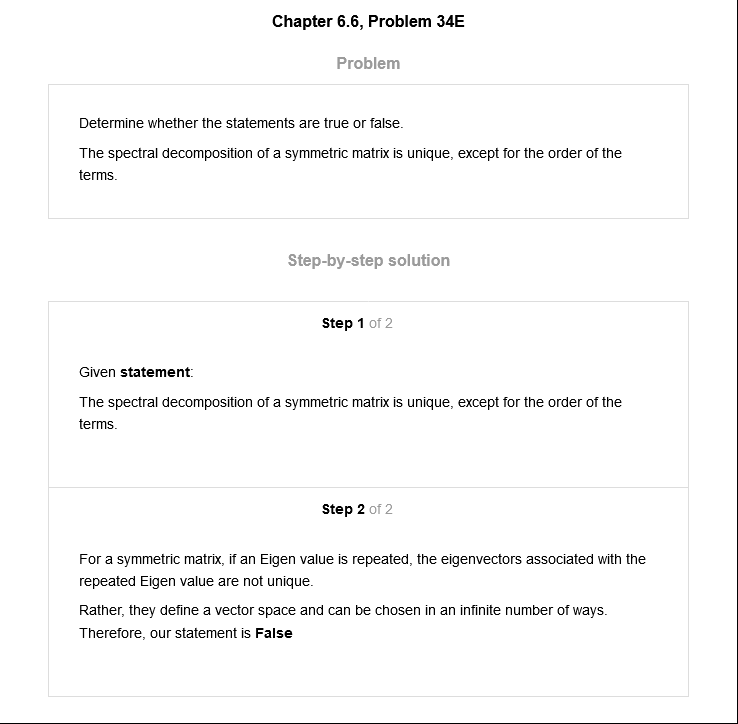 Chapter 6.6, Problem 34E
Problem
Determine whether the statements are true or false.
The spectral decomposition of a symmetric matrix is unique, except for the order of the
terms.
Step-by-step solution
Step 1 of 2
Given statement:
The spectral decomposition of a symmetric matrix is unique, except for the order of the
terms.
Step 2 of 2
For a symmetric matrix, if an Eigen value is repeated, the eigenvectors associated with the
repeated Eigen value are not unique.
Rather, they define a vector space and can be chosen in an infinite number of ways.
Therefore, our statement is False